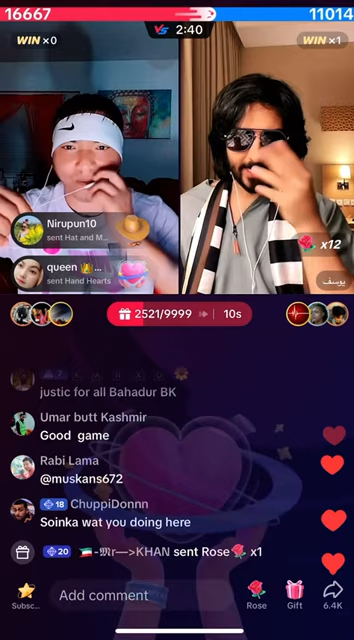 16667
11014
WIN ×0
VS 2:40
WIN ×1
Nirupun10
sent Hat and M...
queen 👑...
sent Hand Hearts
x12
يوسف
2521/9999
10s
justic for all Bahadur BK
Umar butt Kashmir
Good game
Rabi Lama
@muskans672
18 ChuppiDonnn
Soinka wat you doing here
20 🇰🇼-𝔐r—>KHAN sent Rose🌹 x1
Subsc...
Add comment
Rose
Gift
6.4K